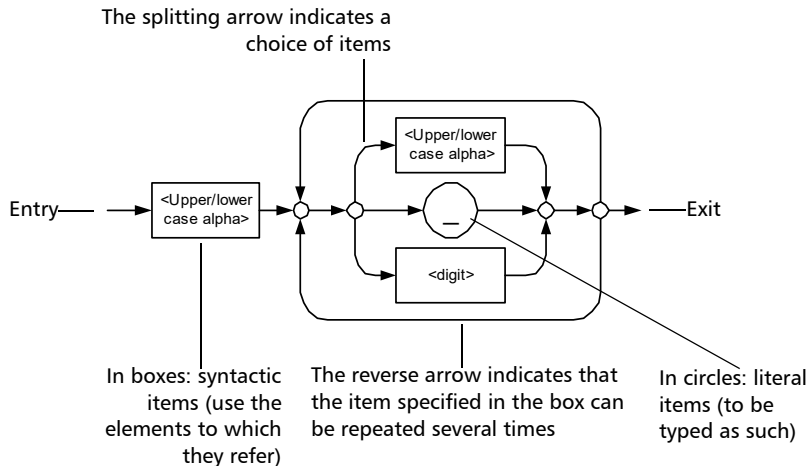 The splitting arrow indicates a
choice of items
<Upper/lower
case alpha>
Entry
<Upper/lower
case alpha>
_
Exit
<digit>
In boxes: syntactic
items (use the
elements to which
they refer)
The reverse arrow indicates that
the item specified in the box can
be repeated several times
In circles: literal
items (to be
typed as such)